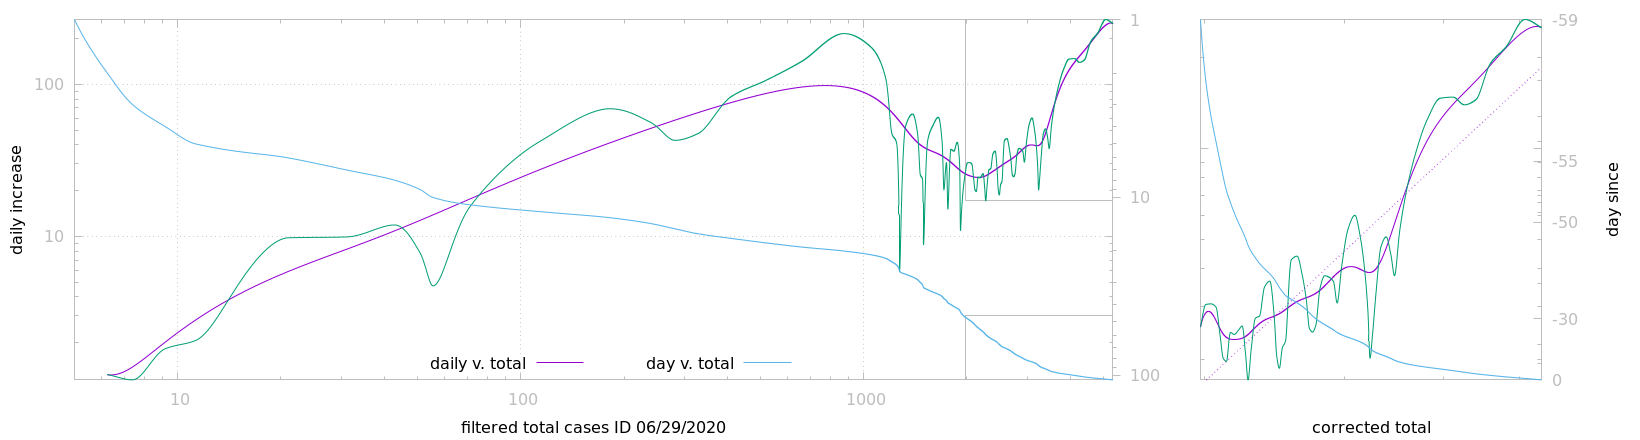 1
-59
100
daily increase
-55
10
-50
day since
10
-30
daily v. total
day v. total
100
0
10
100
1000
filtered total cases ID 06/29/2020
corrected total